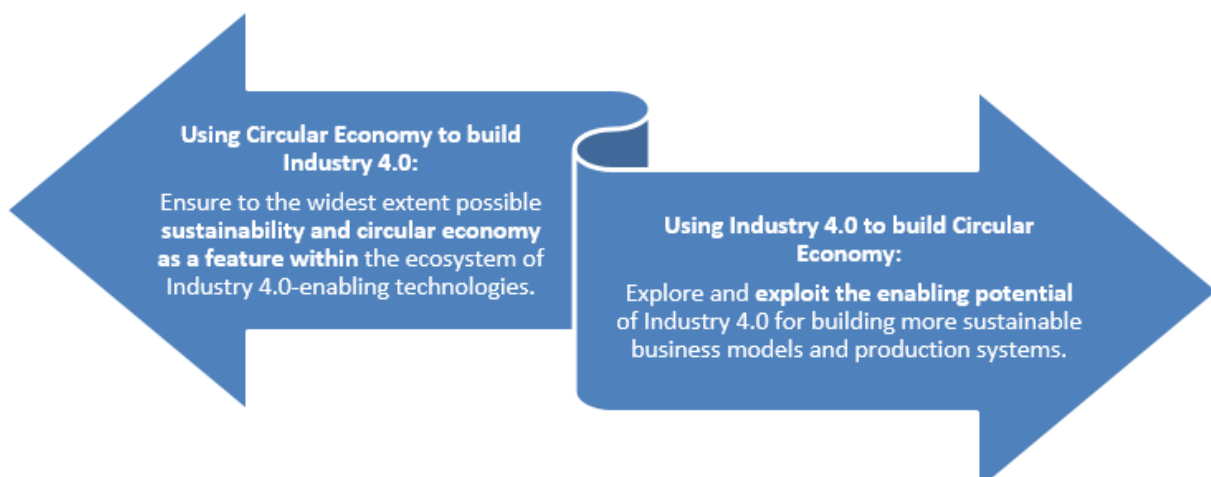 Using Circular Economy to build
Industry 4.0:
Ensure to the widest extent possible
sustainability and circular economy
as a feature within the ecosystem of
Industry 4.0-enabling technologies.
Using Industry 4.0 to build Circular
Economy:
Explore and exploit the enabling potential
of Industry 4.0 for building more sustainable
business models and production systems.